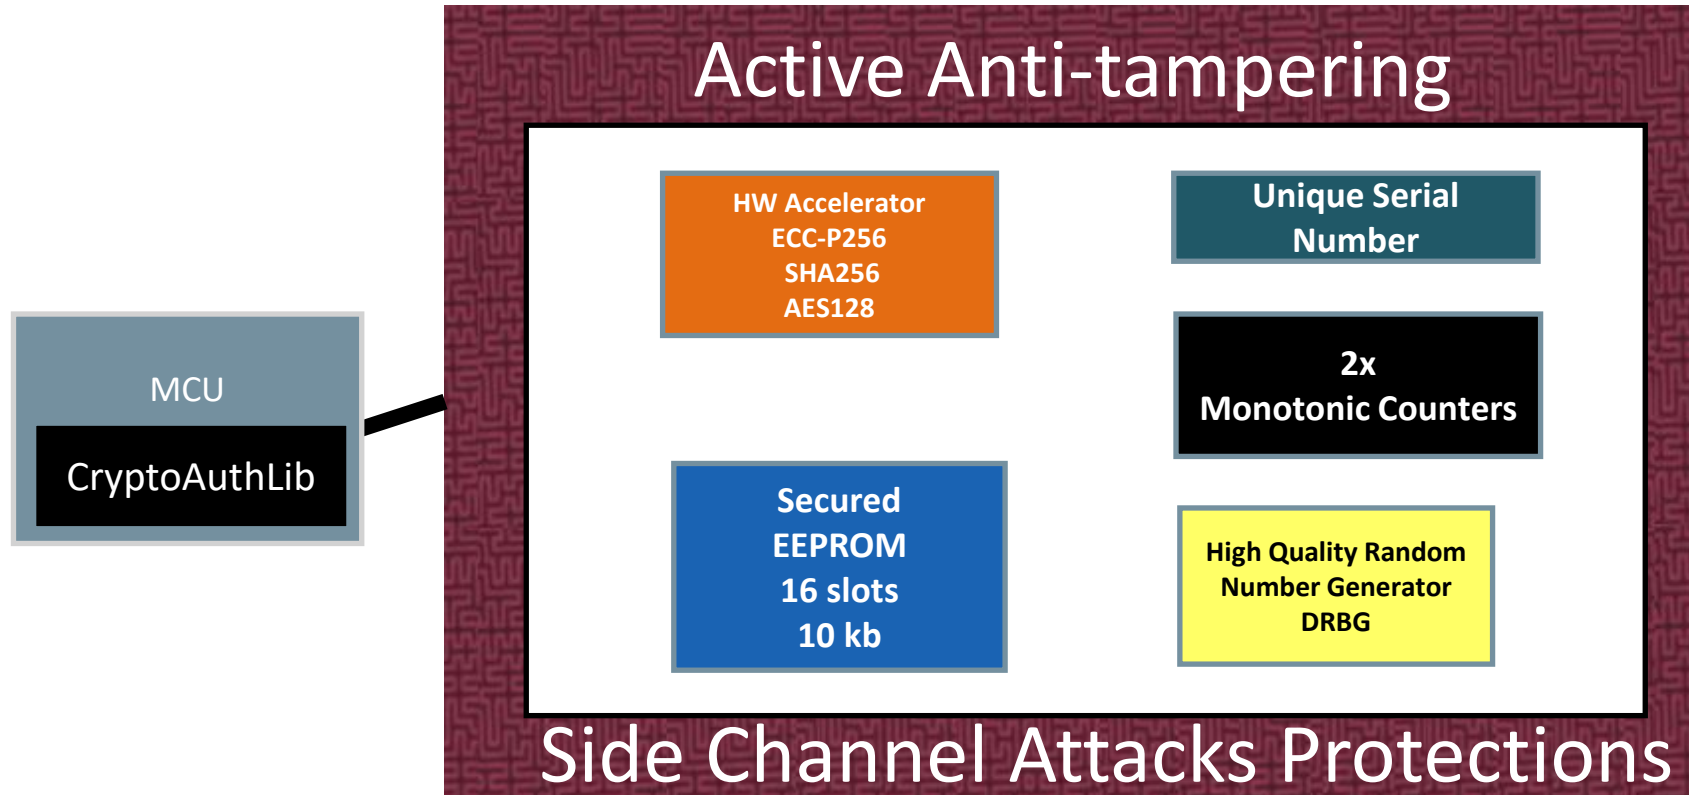 Active Anti-tampering
HW Accelerator
ECC-P256
SHA256
AES128
Unique Serial
Number
MCU
CryptoAuthLib
2x
Monotonic Counters
Secured
EEPROM
16 slots
10 kb
High Quality Random
Number Generator
DRBG
Side Channel Attacks Protections